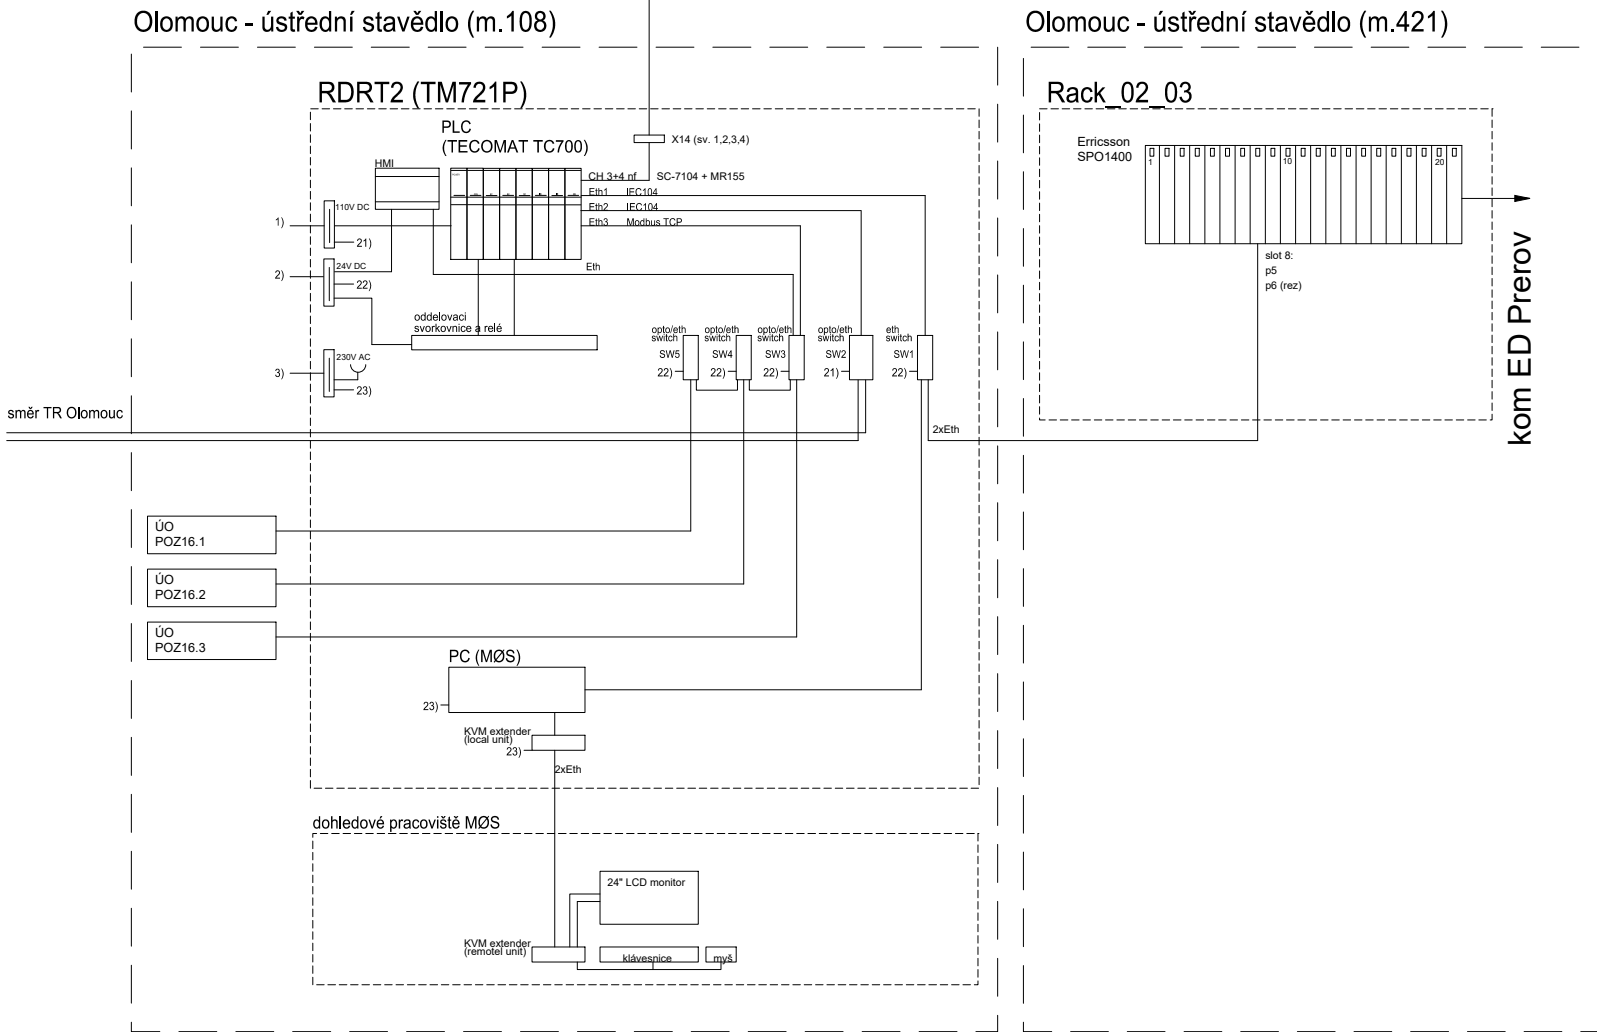 Olomouc - ústřední stavědlo (m.108)
Olomouc - ústřední stavědlo (m.421)
RDRT2 (TM721P)
Rack_02_03
PLC
(TECOMAT TC700)
X14 (sv. 1,2,3,4)
Erricsson
SPO1400
1
10
20
HMI
CH 3+4 nf
SC-7104 + MR155
Eth1
IEC104
Eth2
IEC104
Eth3
Modbus TCP
110V DC
1)
21)
24V DC
2)
22)
Eth
slot 8:
p5
p6 (rez)
kom ED Prerov
oddelovaci
svorkovnice a relé
opto/eth
switch
SW5
22)
opto/eth
switch
SW4
22)
opto/eth
switch
SW3
22)
opto/eth
switch
SW2
21)
eth
switch
SW1
22)
230V AC
3)
23)
směr TR Olomouc
2xEth
ÚO
POZ16.1
ÚO
POZ16.2
ÚO
POZ16.3
PC (MØS)
23)
KVM extender
(local unit)
23)
2xEth
dohledové pracoviště MØS
24" LCD monitor
KVM extender
(remotel unit)
klávesnice
myš